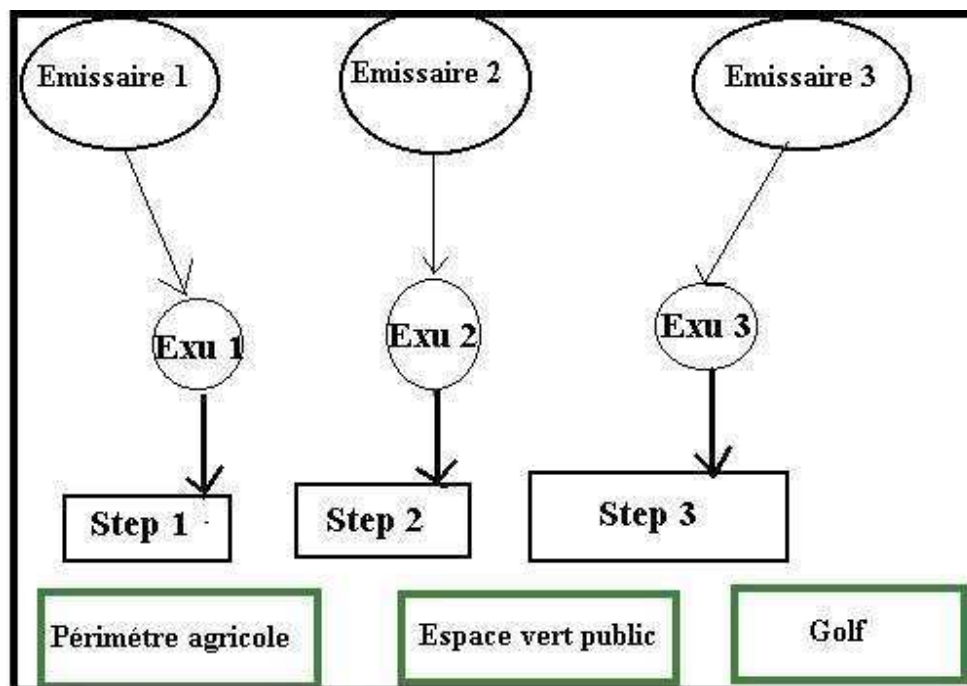 Emissaire 1
Emissaire 2
Emissaire 3
Exu 1
Exu 2
Exu 3
Step 1
Step 2
Step 3
Périmétre agricole
Espace vert public
Golf